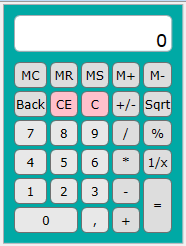 0
MC MR MS M+ M-
Back CE C +/- Sqrt
7 8 9 / %
4 5 6 * 1/x
1 2 3 - =
0 , +